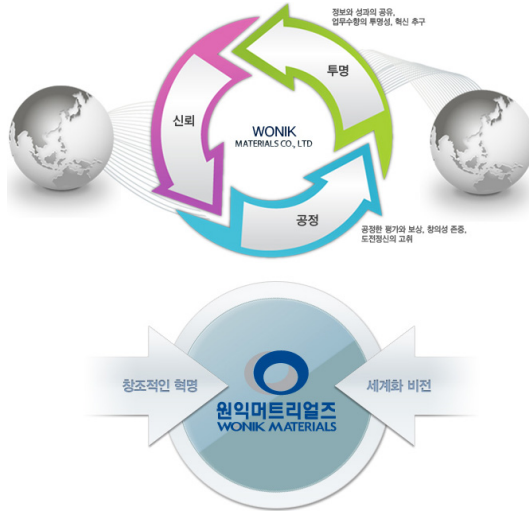 정보와 성과의 공유,
업무수향의 투명성, 혁신 추구
투명
신뢰
WONIK
MATERIALS CO., LTD
공정
공정한 평가와 보상, 창의성 존중,
도전정신의 고취
창조적인 혁명
세계화 비전
원익머트리얼즈
WONIK MATERIALS